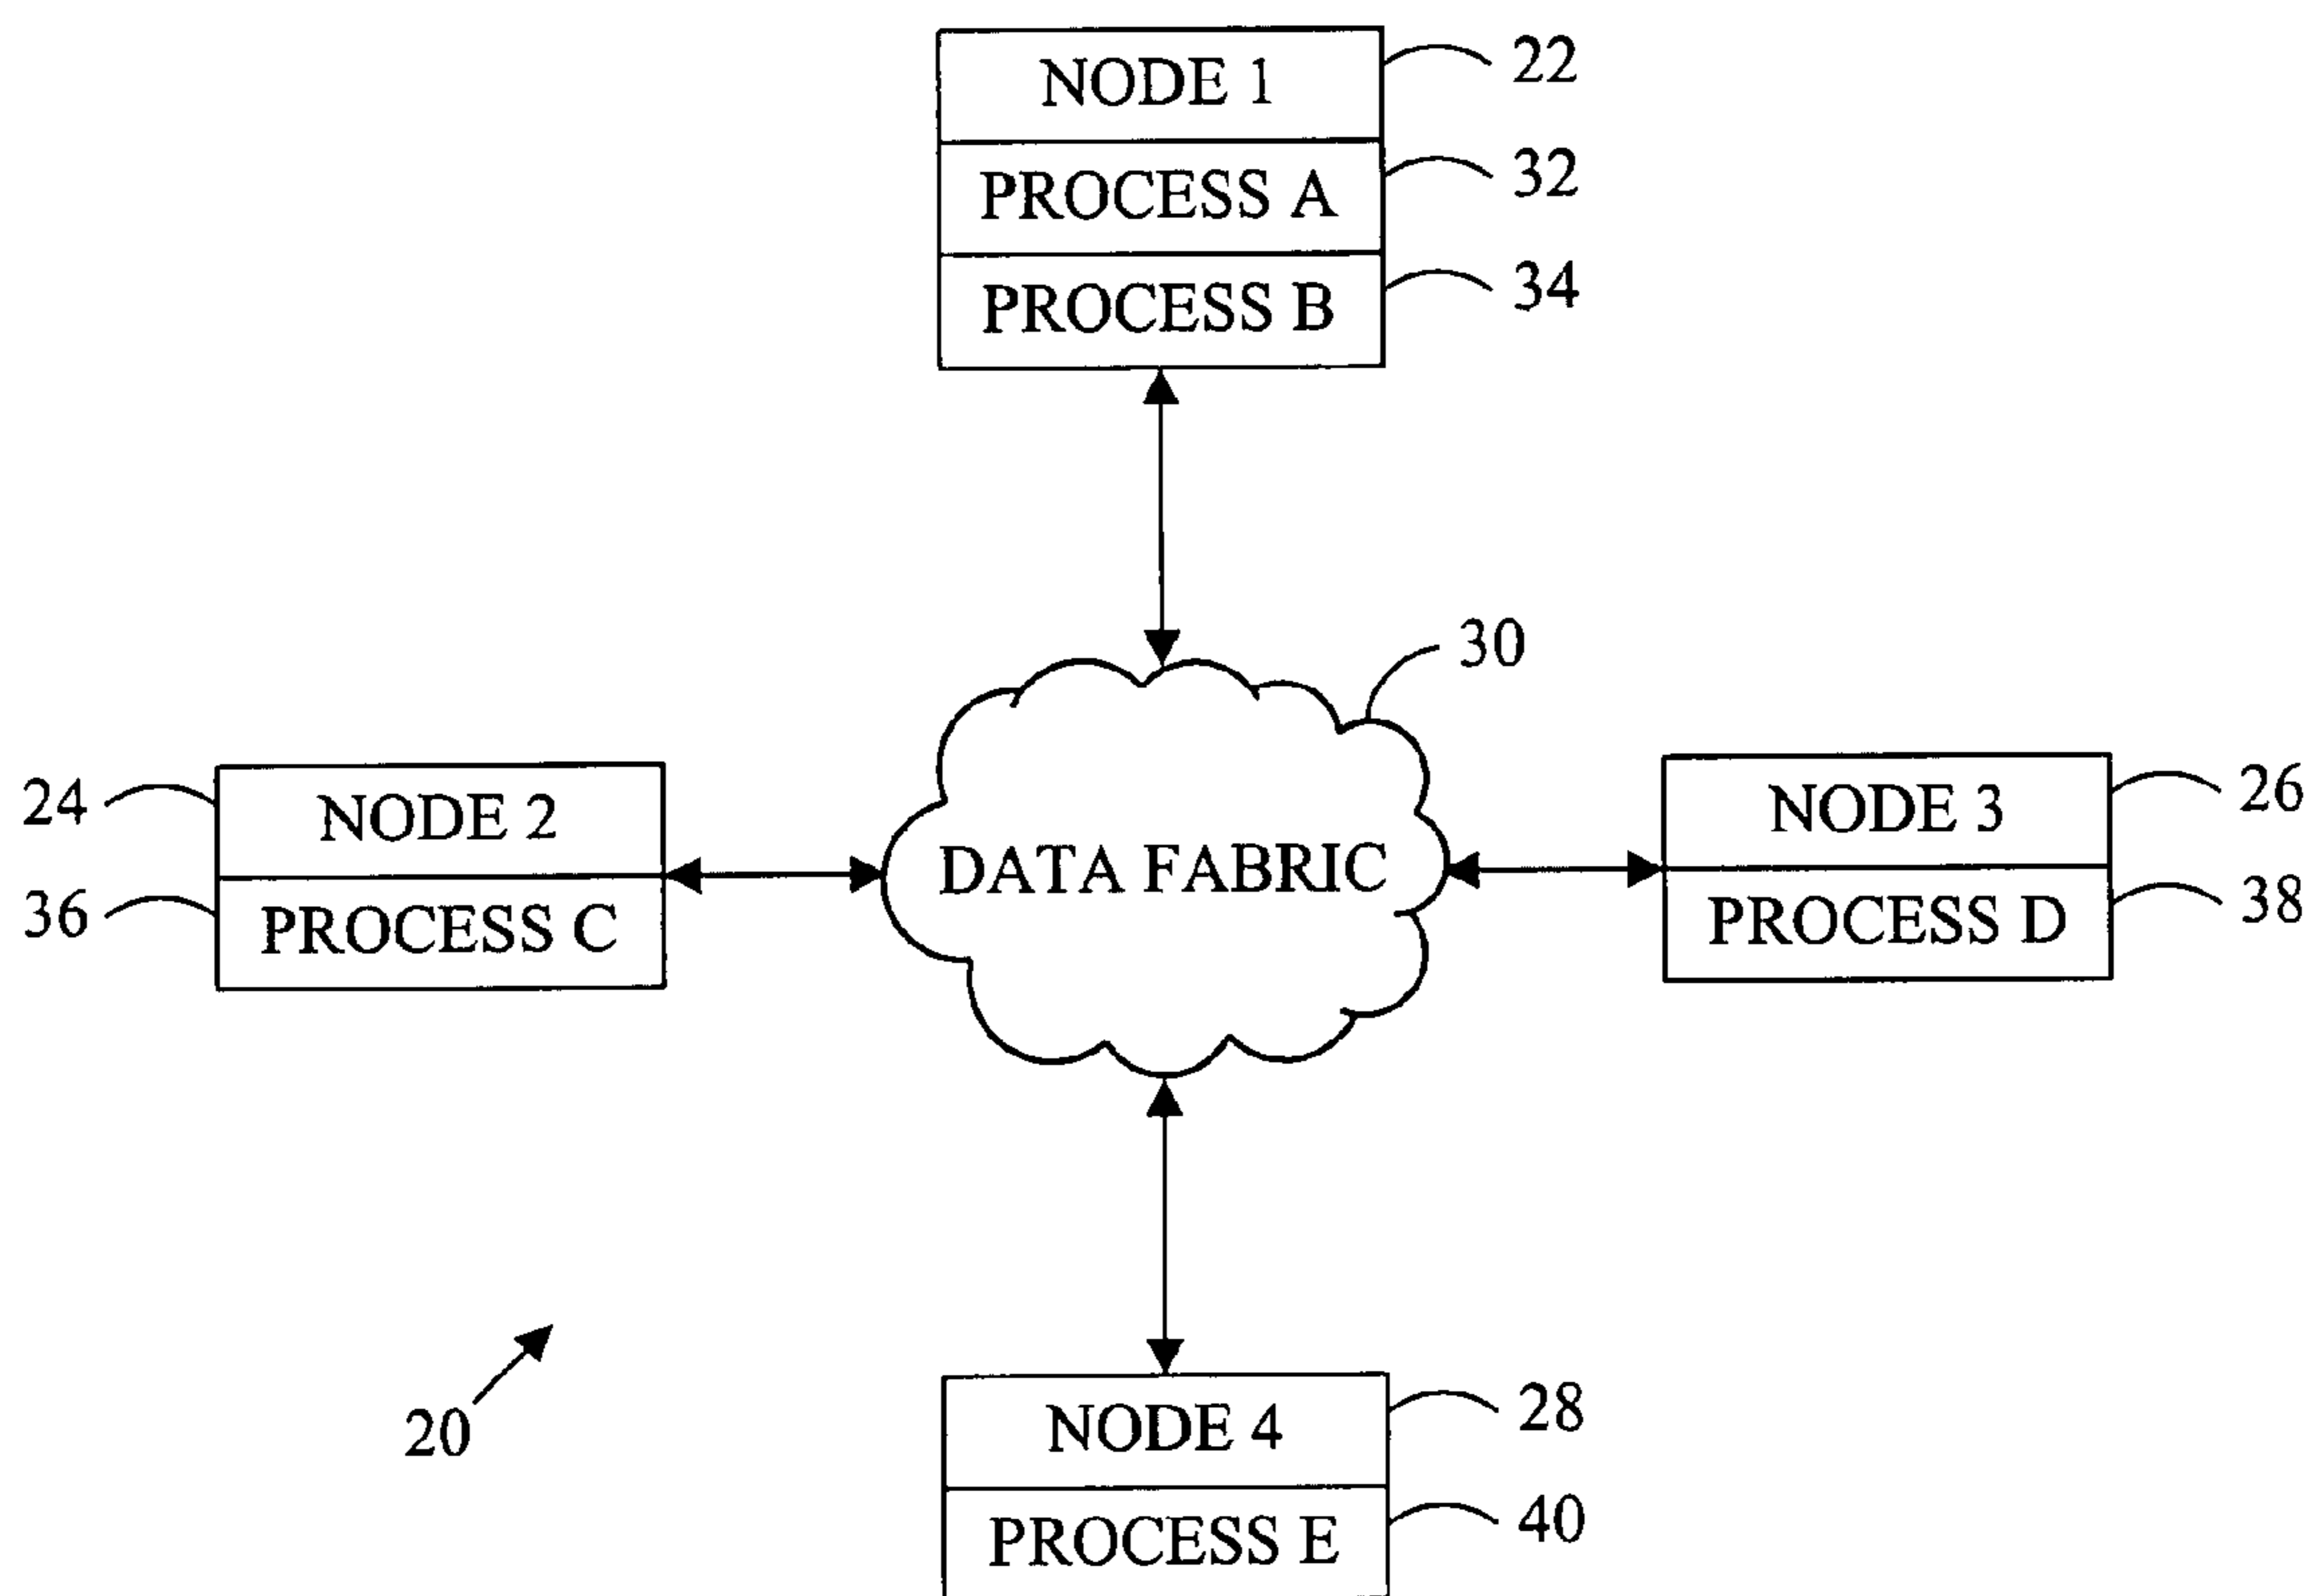 NODE 1
22
PROCESS A
32
PROCESS B
34
30
24
NODE 2
36
PROCESS C
DATA FABRIC
NODE 3
26
PROCESS D
38
20
NODE 4
28
PROCESS E
40